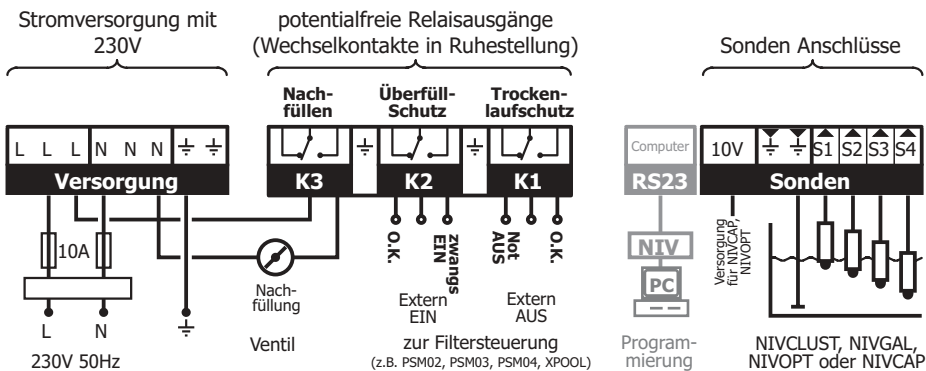 Stromversorgung mit
230V
potentialfreie Relaisausgänge
(Wechselkontakte in Ruhestellung)
Sonden Anschlüsse
Nach-
füllen
Überfüll-
Schutz
Trocken-
laufschutz
L L L N N N
Versorgung
K3
K2
K1
Computer
RS23
10V
S1 S2 S3 S4
Sonden
10A
L N
230V 50Hz
Nach-
füllung
Ventil
O.K.
zwangs
EIN
Not
AUS
O.K.
Extern
EIN
Extern
AUS
zur Filtersteuerung
(z.B. PSM02, PSM03, PSM04, XPOOL)
NIV
PC
Program-
mierung
Versorgung
für NIVCAP,
NIVOPT
NIVCLUST, NIVGAL,
NIVOPT oder NIVCAP